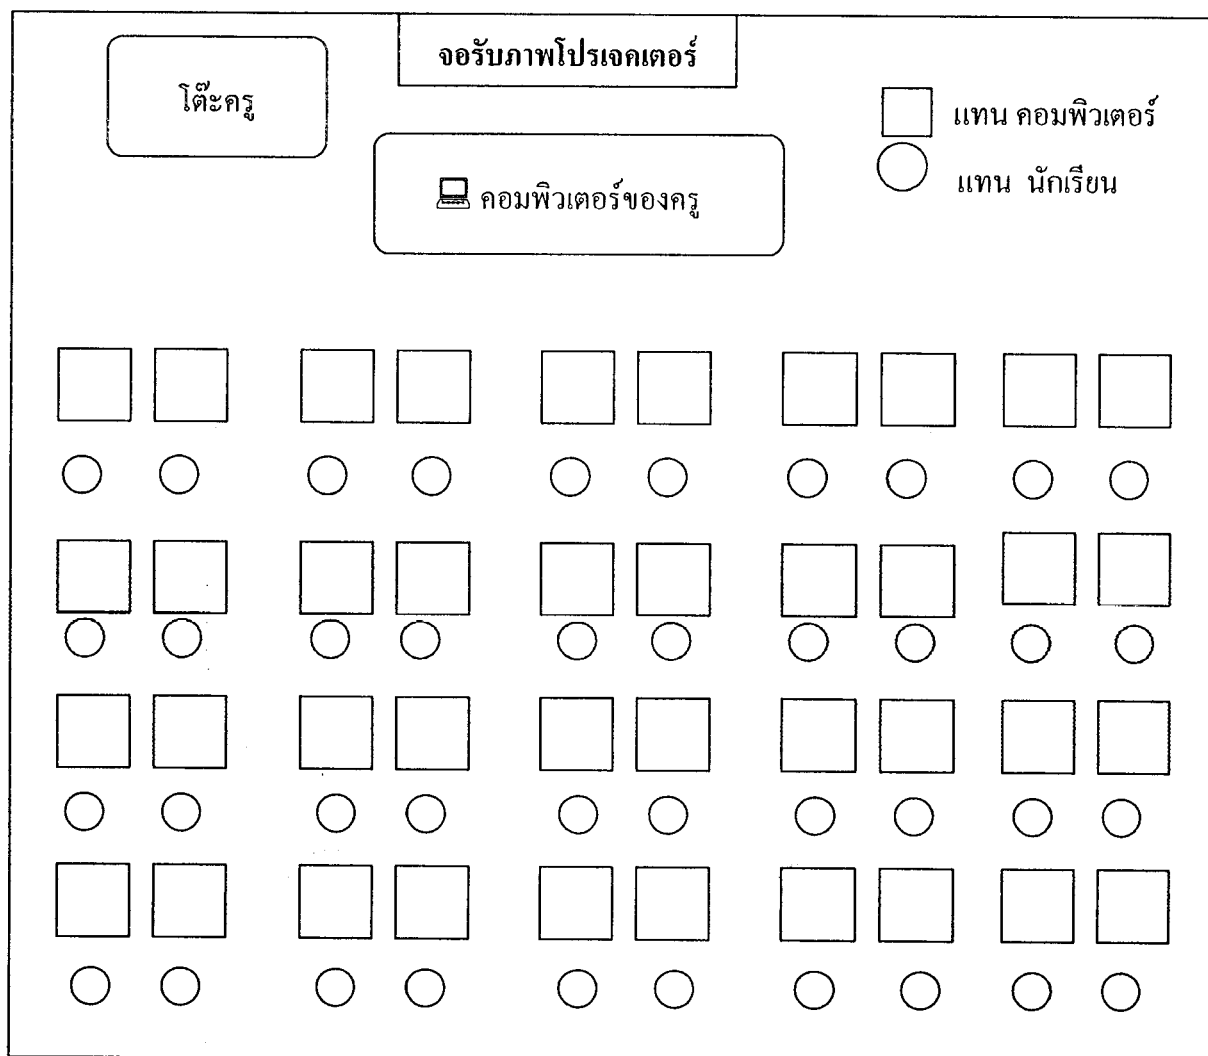 จอรับภาพโปรเจคเตอร์
โต๊ะครู
แทน คอมพิวเตอร์
แทน นักเรียน
คอมพิวเตอร์ของครู